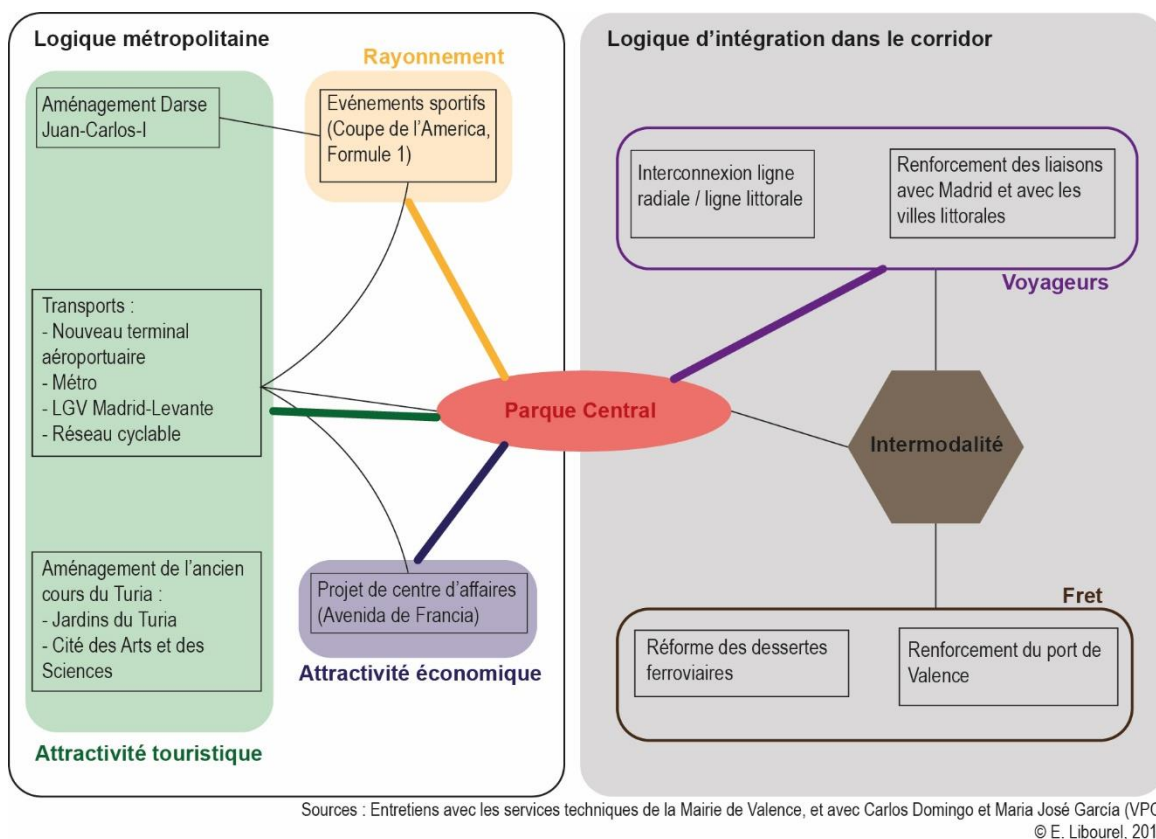 Logique métropolitaine
Rayonnement
Aménagement Darse
Juan-Carlos-I
Evénements sportifs
(Coupe de l'America,
Formule 1)
Transports :
- Nouveau terminal
aéroportuaire
- Métro
- LGV Madrid-Levante
- Réseau cyclable
Aménagement de l'ancien
cours du Turia :
- Jardins du Turia
- Cité des Arts et des
Sciences
Attractivité touristique
Projet de centre d'affaires
(Avenida de Francia)
Attractivité économique
Parque Central
Logique d'intégration dans le corridor
Interconnexion ligne
radiale / ligne littorale
Renforcement des liaisons
avec Madrid et avec les
villes littorales
Voyageurs
Intermodalité
Fret
Réforme des dessertes
ferroviaires
Renforcement du port de
Valence
Sources : Entretiens avec les services techniques de la Mairie de Valence, et avec Carlos Domingo et Maria José García
© E. Libourel,